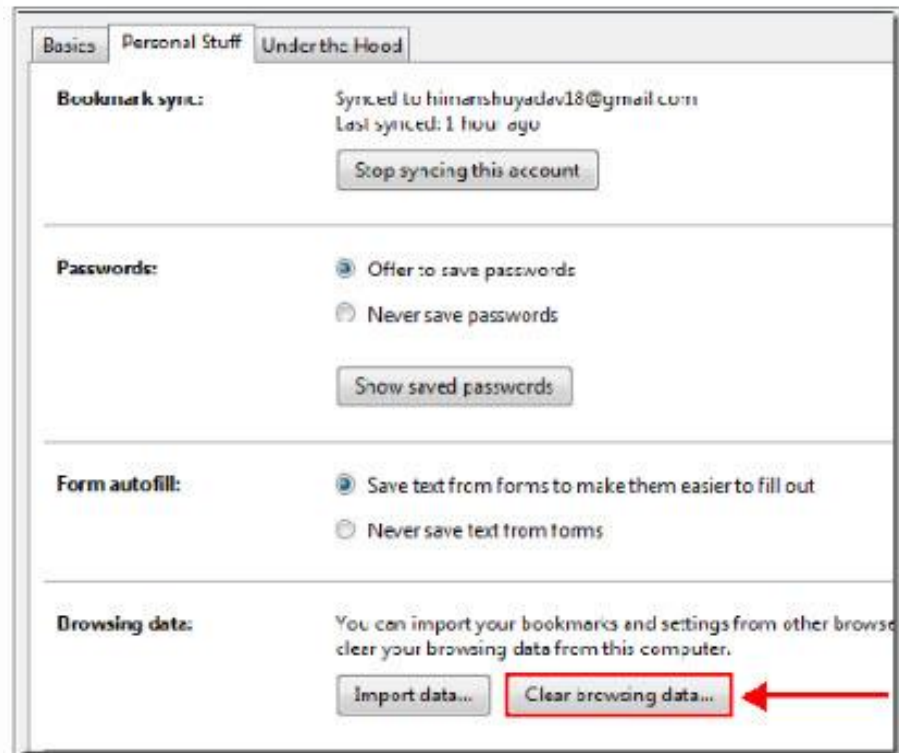 Basics Personal Stuff Under the Hood
Bookmark sync: Synced to himanshuyadav18@gmail.com
Last synced: 1 hour ago
Stop syncing this account
Passwords: Offer to save passwords
Never save passwords
Show saved passwords
Form autofill: Save text from forms to make them easier to fill out
Never save text from forms
Browsing data: You can import your bookmarks and settings from other browse
clear your browsing data from this computer.
Import data... Clear browsing data...